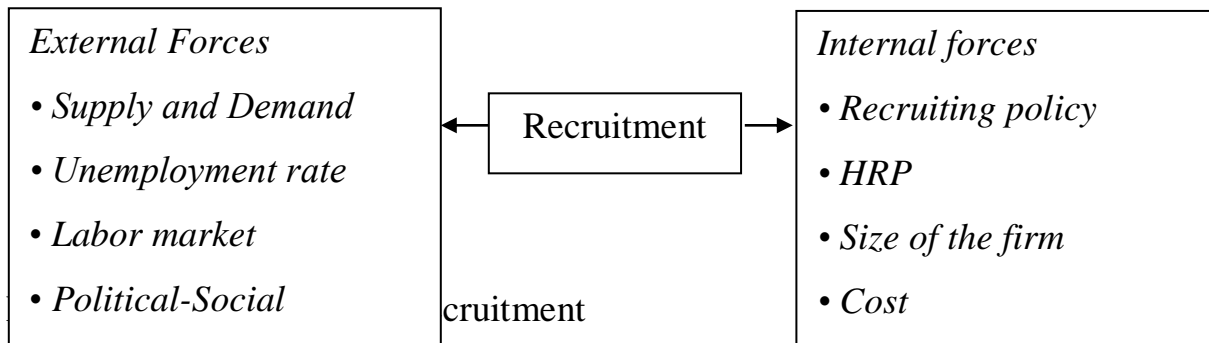 External Forces
• Supply and Demand
• Unemployment rate
• Labor market
• Political-Social
Recruitment
Internal forces
• Recruiting policy
• HRP
• Size of the firm
• Cost
cruitment